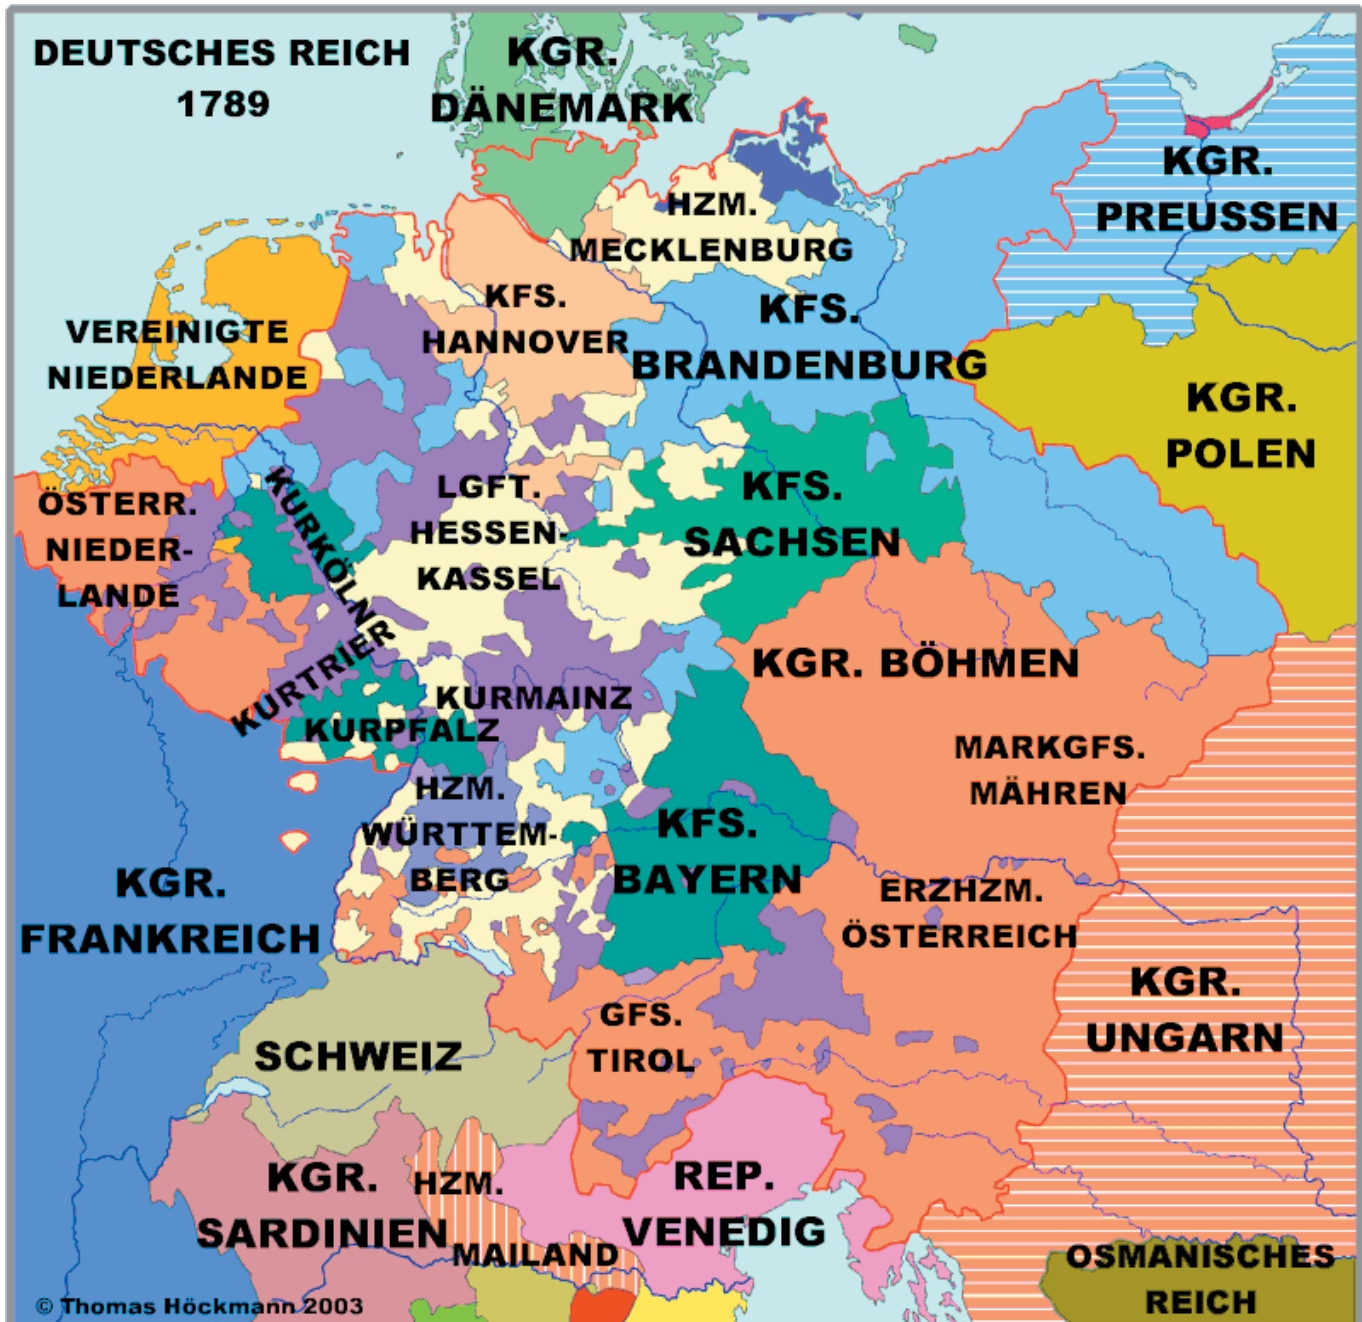 DEUTSCHES REICH
1789
KGR.
DÄNEMARK
KGR.
PREUSSEN
HZM.
MECKLENBURG
KFS.
HANNOVER
KFS.
BRANDENBURG
VEREINIGTE
NIEDERLANDE
KGR.
POLEN
ÖSTERR.
NIEDER-
LANDE
KURKÖLN
LGFT.
HESSEN-
KASSEL
KFS.
SACHSEN
KURTRIER
KURMAINZ
KURPFALZ
KGR. BÖHMEN
MARKGFS.
MÄHREN
HZM.
WÜRTTEM-
BERG
KFS.
BAYERN
KGR.
FRANKREICH
ERZHZM.
ÖSTERREICH
KGR.
UNGARN
GFS.
TIROL
SCHWEIZ
KGR.
SARDINIEN
HZM.
MAILAND
REP.
VENEDIG
OSMANISCHES
REICH
© Thomas Höckmann 2003